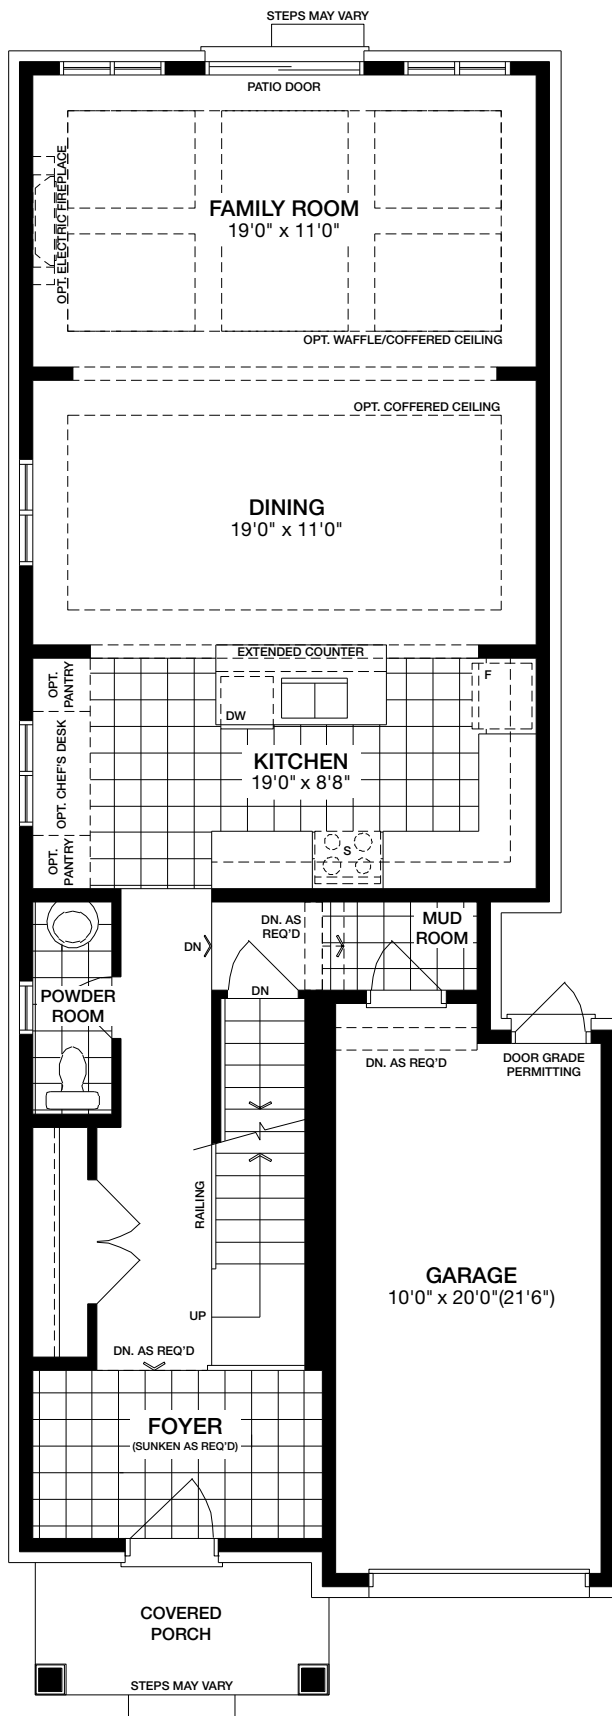 STEPS MAY VARY
PATIO DOOR
OPT. ELECTRIC FIREPLACE
FAMILY ROOM
19'0" x 11'0"
OPT. WAFFLE/COFFERED CEILING
OPT. COFFERED CEILING
DINING
19'0" x 11'0"
EXTENDED COUNTER
OPT.
PANTRY
F
DW
OPT. CHEF'S DESK
KITCHEN
19'0" x 8'8"
OPT.
PANTRY
S
DN
DN. AS
REQ'D
MUD
ROOM
DN
POWDER
ROOM
DN. AS REQ'D
DOOR GRADE
PERMITTING
RAILING
GARAGE
10'0" x 20'0"(21'6")
UP
DN. AS REQ'D
FOYER
(SUNKEN AS REQ'D)
COVERED
PORCH
STEPS MAY VARY